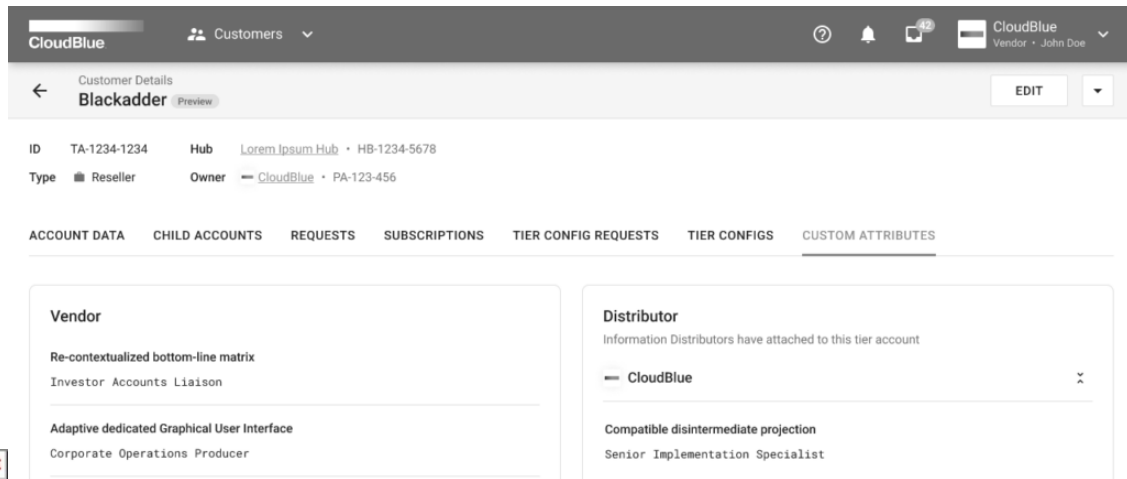 CloudBlue
Customers
42
CloudBlue
Vendor • John Doe
Customer Details
Blackadder Preview
EDIT
ID TA-1234-1234 Hub Lorem Ipsum Hub • HB-1234-5678
Type Reseller Owner CloudBlue • PA-123-456
ACCOUNT DATA CHILD ACCOUNTS REQUESTS SUBSCRIPTIONS TIER CONFIG REQUESTS TIER CONFIGS CUSTOM ATTRIBUTES
Vendor
Re-contextualized bottom-line matrix
Investor Accounts Liaison
Adaptive dedicated Graphical User Interface
Corporate Operations Producer
Distributor
Information Distributors have attached to this tier account
CloudBlue
Compatible disintermediate projection
Senior Implementation Specialist